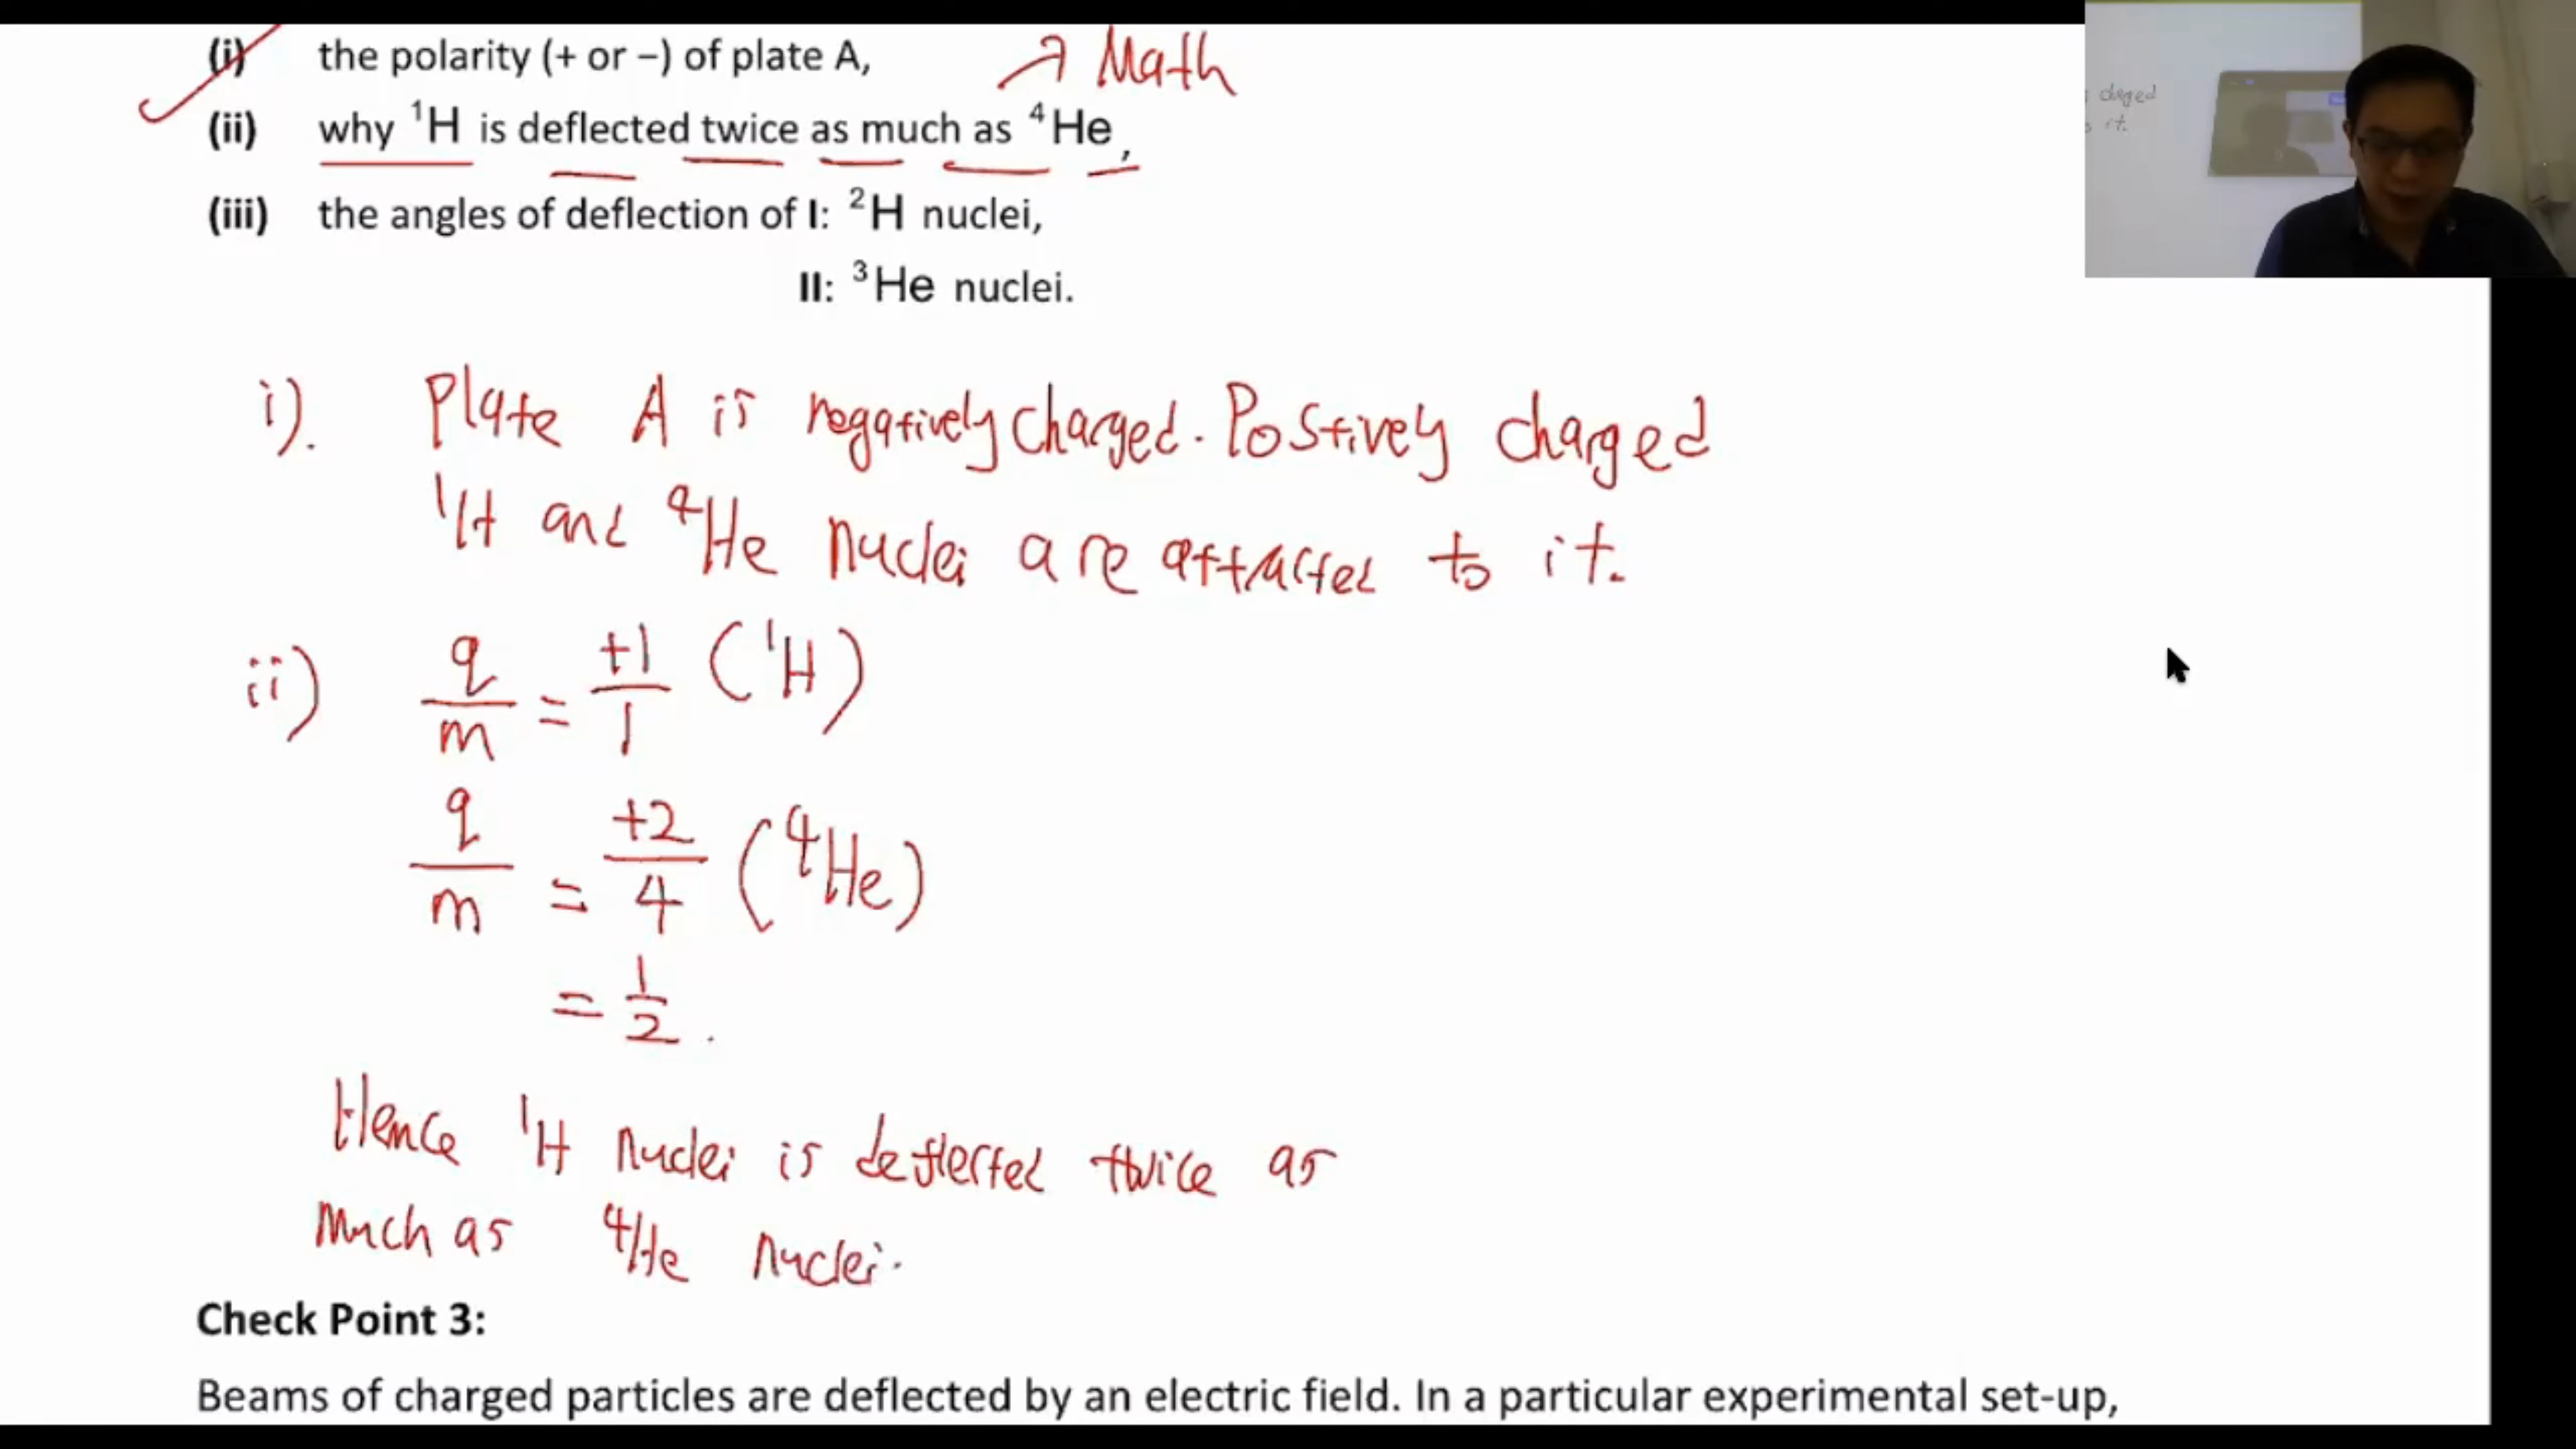 (i) the polarity (+ or –) of plate A,
Math
(ii) why ¹H is deflected twice as much as ⁴He,
(iii) the angles of deflection of I: ²H nuclei,
II: ³He nuclei.
charged
it.
i). Plate A is negatively charged. Postively charged
¹H and ⁴He nuclei are attracted to it.
ii) q/m = +1/1 (¹H)
q/m = +2/4 (⁴He)
= 1/2.
Hence ¹H nuclei is deflected twice as
much as ⁴He nuclei.
Check Point 3:
Beams of charged particles are deflected by an electric field. In a particular experimental set-up,